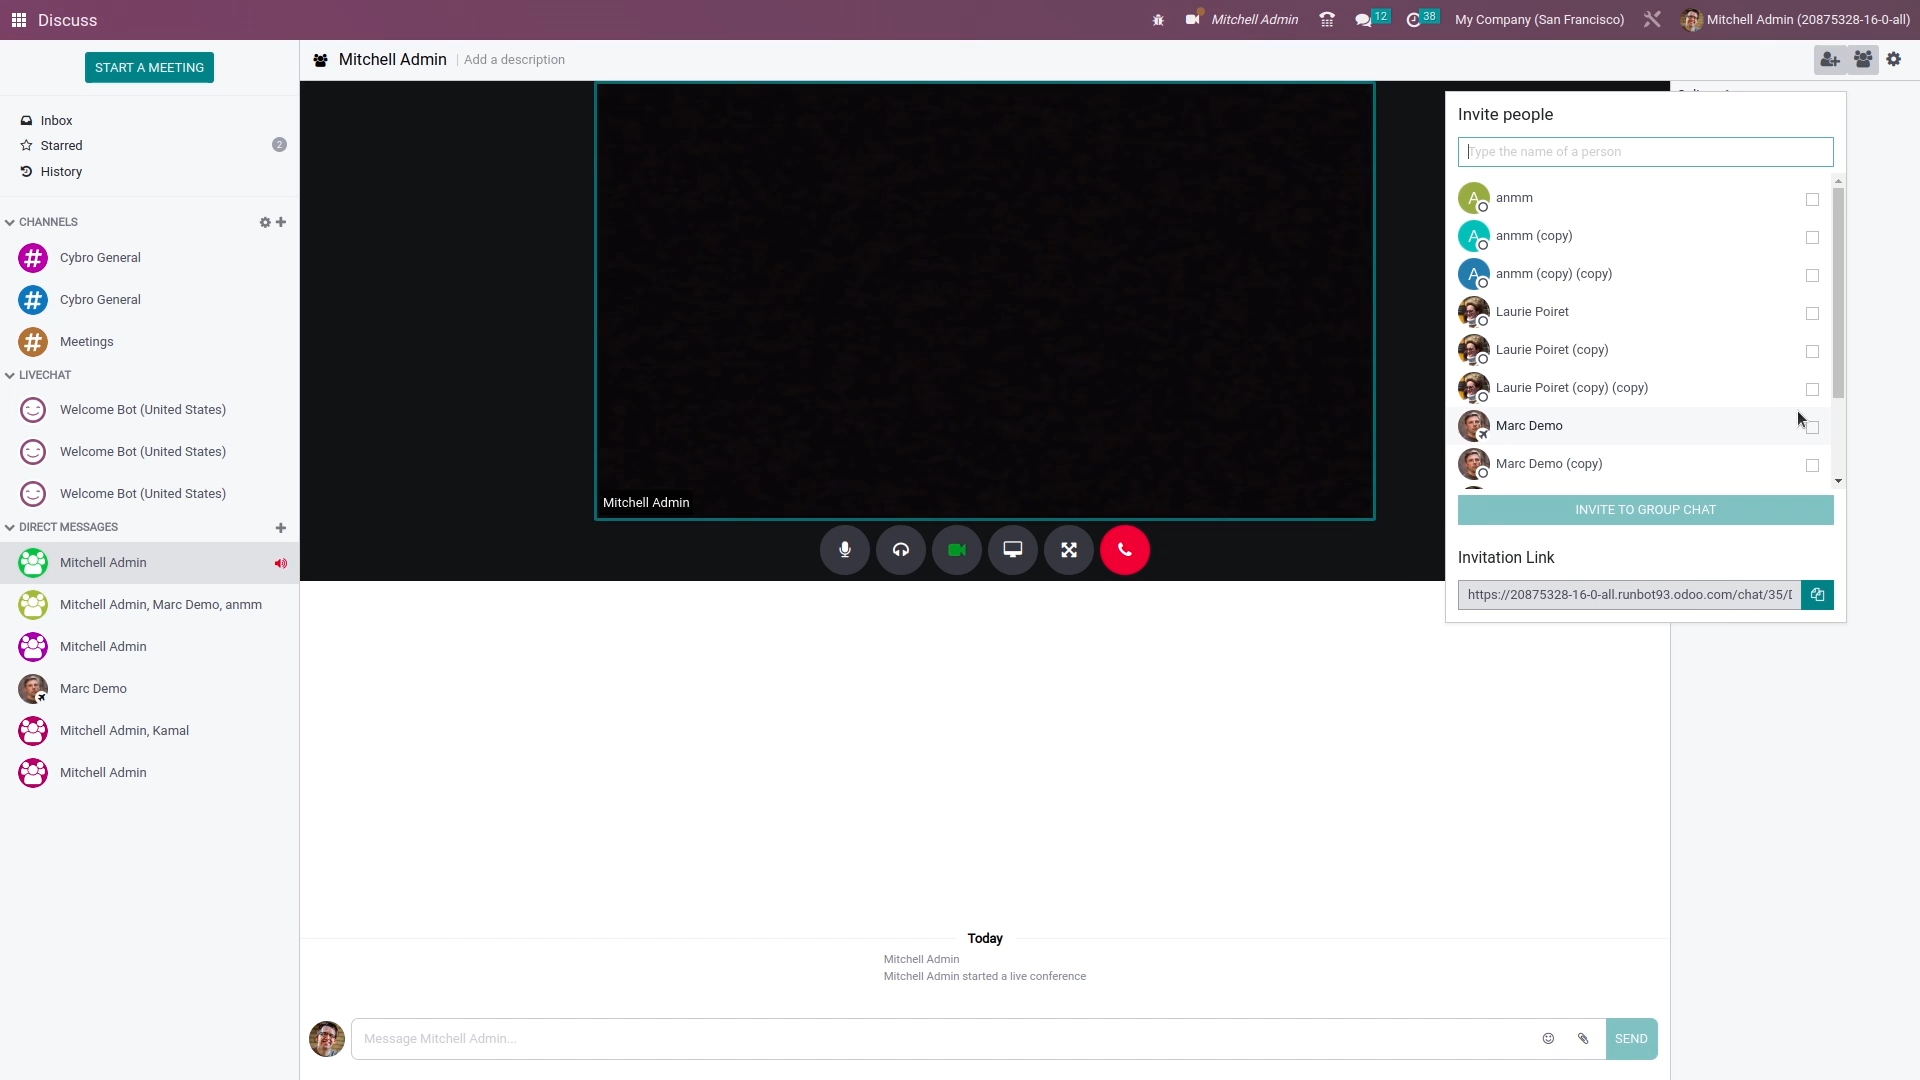 Discuss
Mitchell Admin
12
38
My Company (San Francisco)
Mitchell Admin (20875328-16-0-all)
START A MEETING
Inbox
Starred
2
History
CHANNELS
Cybro General
Cybro General
Meetings
LIVECHAT
Welcome Bot (United States)
Welcome Bot (United States)
Welcome Bot (United States)
DIRECT MESSAGES
Mitchell Admin
Mitchell Admin, Marc Demo, anmm
Mitchell Admin
Marc Demo
Mitchell Admin, Kamal
Mitchell Admin
Mitchell Admin
Add a description
Mitchell Admin
Invite people
Type the name of a person
A anmm
A anmm (copy)
A anmm (copy) (copy)
Laurie Poiret
Laurie Poiret (copy)
Laurie Poiret (copy) (copy)
Marc Demo
Marc Demo (copy)
INVITE TO GROUP CHAT
Invitation Link
https://20875328-16-0-all.runbot93.odoo.com/chat/35/
Today
Mitchell Admin
Mitchell Admin started a live conference
Message Mitchell Admin...
SEND